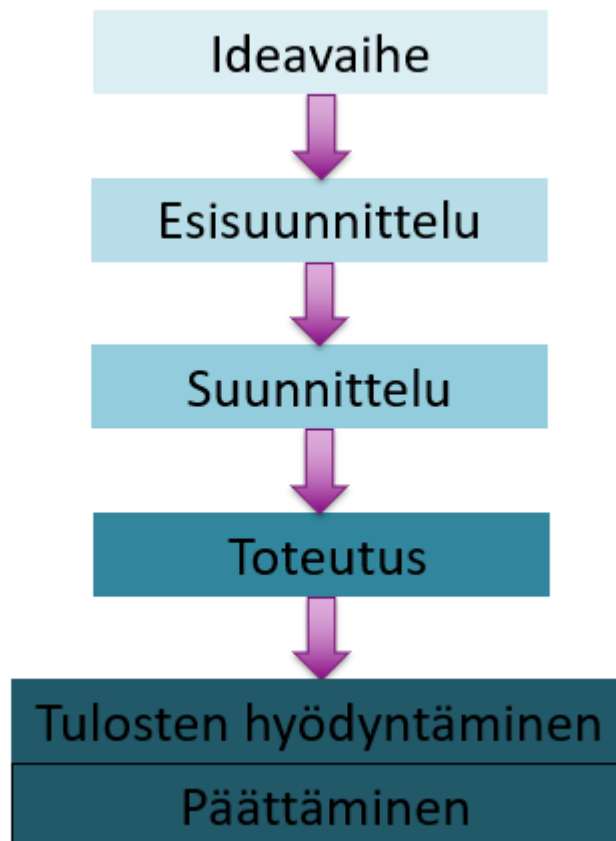 Ideavaihe
Esisuunnittelu
Suunnittelu
Toteutus
Tulosten hyödyntäminen
Päättäminen